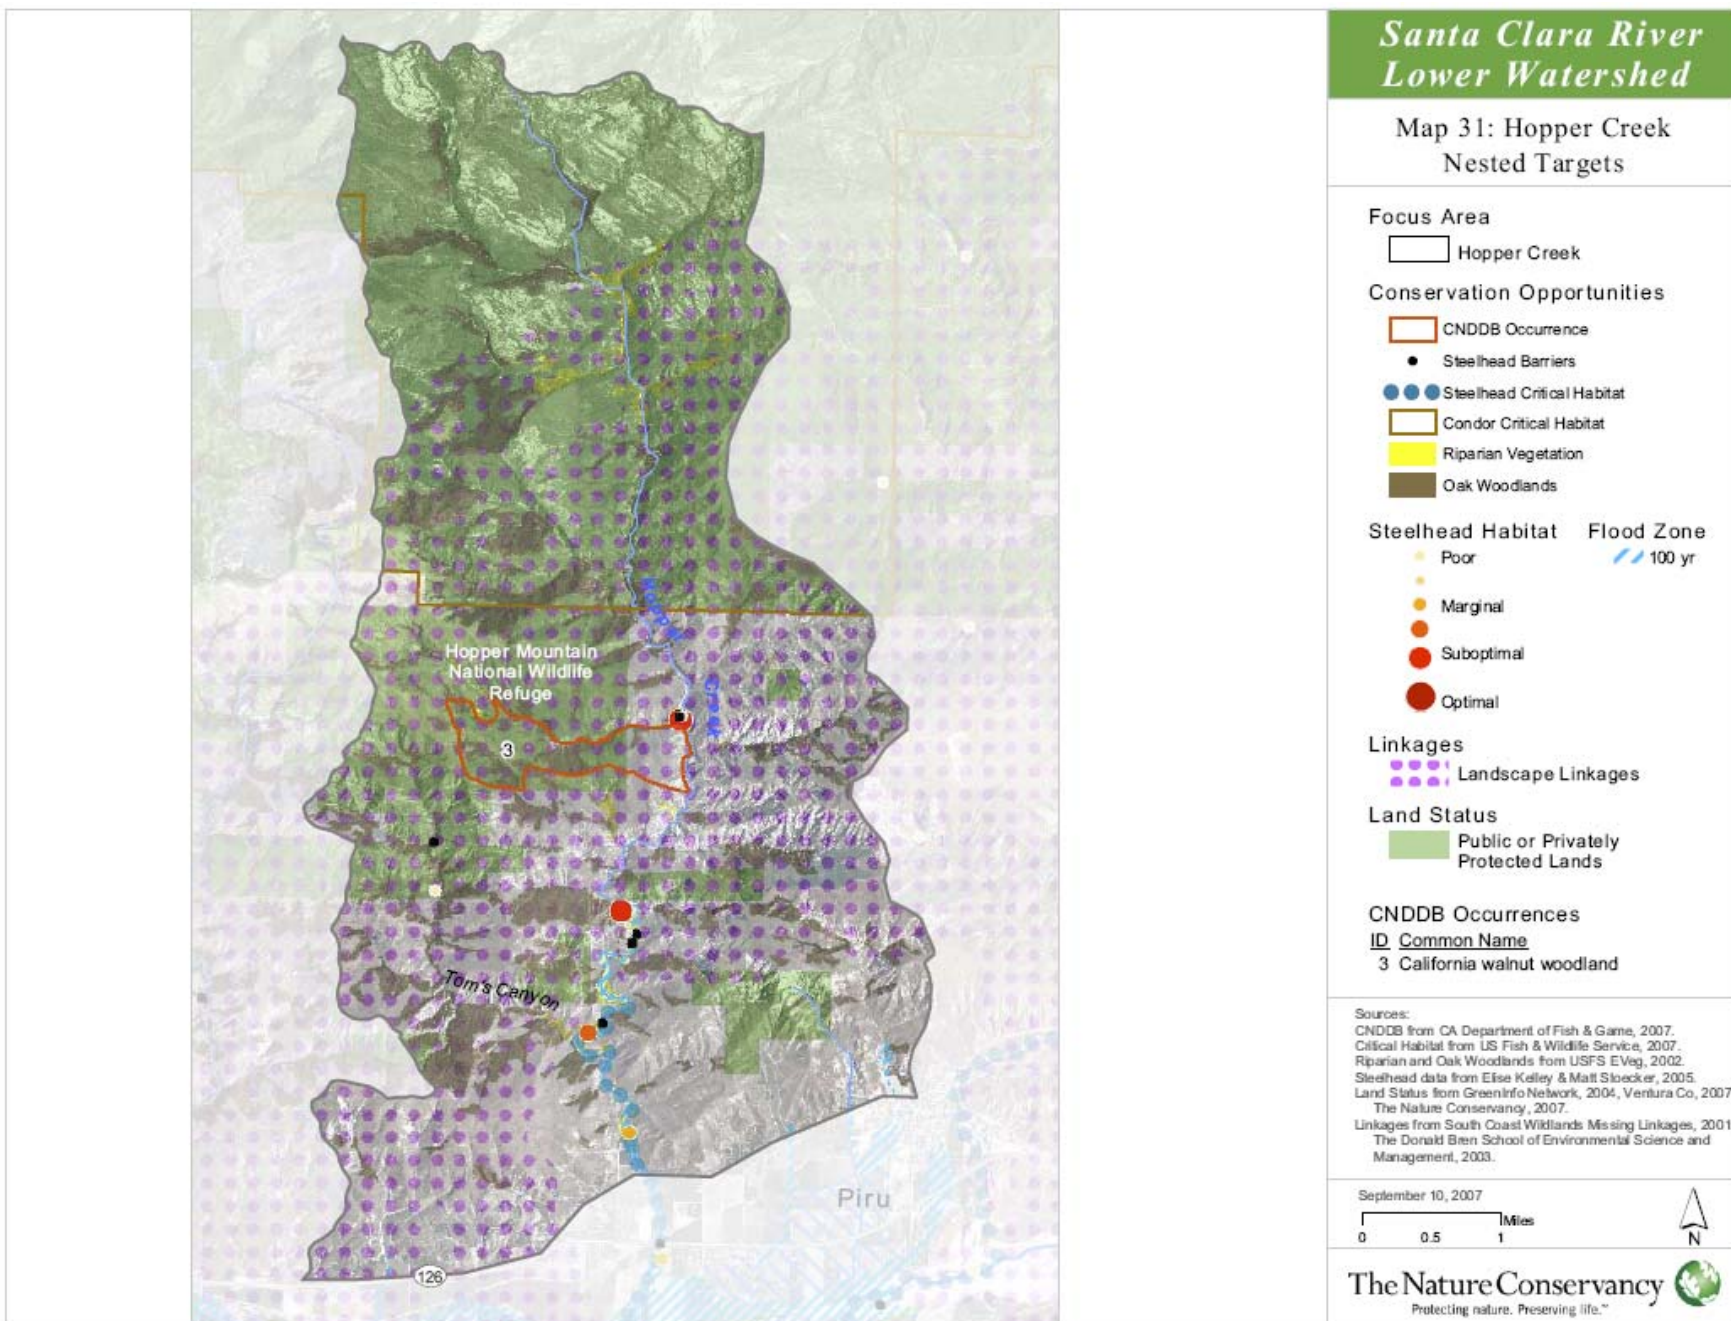 Santa Clara River
Lower Watershed
Map 31: Hopper Creek
Nested Targets
Focus Area
Hopper Creek
Conservation Opportunities
CNDDB Occurrence
Steelhead Barriers
Steelhead Critical Habitat
Condor Critical Habitat
Riparian Vegetation
Oak Woodlands
Steelhead Habitat
Flood Zone
Poor
100 yr
Marginal
Suboptimal
Optimal
Linkages
Landscape Linkages
Land Status
Public or Privately
Protected Lands
CNDDB Occurrences
ID Common Name
3 California walnut woodland
Sources:
CNDDB from CA Department of Fish & Game, 2007.
Critical Habitat from US Fish & Wildlife Service, 2007.
Riparian and Oak Woodlands from USFS EVeg, 2002.
Steelhead data from Elise Kelley & Matt Stoecker, 2005.
Land Status from GreenInfo Network, 2004, Ventura Co, 2007
The Nature Conservancy, 2007.
Linkages from South Coast Wildlands Missing Linkages, 2001
The Donald Bren School of Environmental Science and
Management, 2003.
September 10, 2007
Miles
0 0.5 1
N
The Nature Conservancy
Protecting nature. Preserving life.™
Hopper
Creek
Hopper Mountain
National Wildlife
Refuge
3
Tom's Canyon
Piru
126